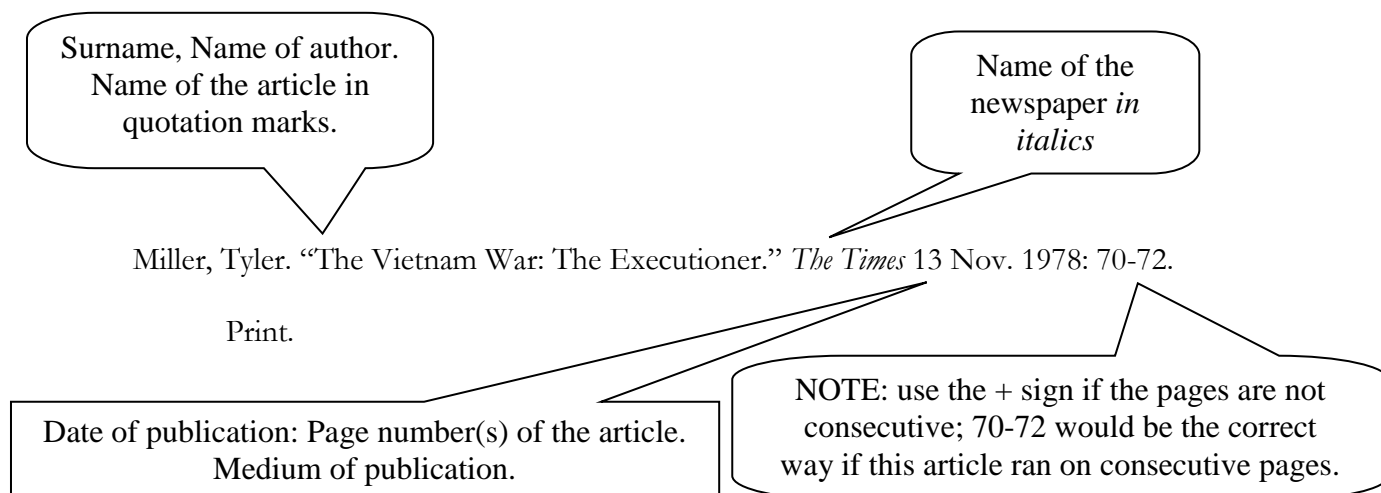 Surname, Name of author.
Name of the article in
quotation marks.
Name of the
newspaper in
italics
Miller, Tyler. “The Vietnam War: The Executioner.” The Times 13 Nov. 1978: 70-72.
Print.
Date of publication: Page number(s) of the article.
Medium of publication.
NOTE: use the + sign if the pages are not
consecutive; 70-72 would be the correct
way if this article ran on consecutive pages.